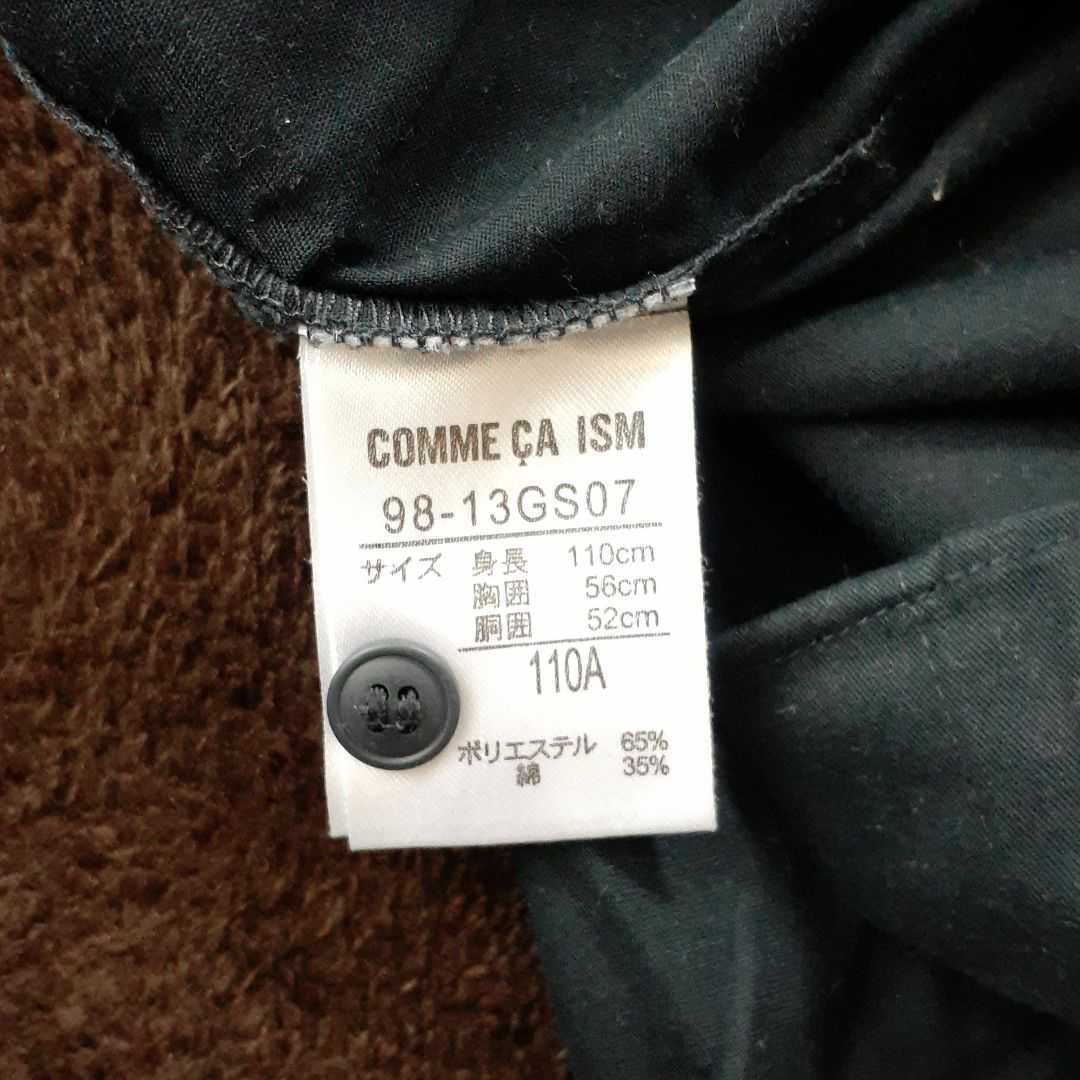 COMME ÇA ISM
98-13GS07
サイズ 身長 110cm
胸囲 56cm
胴囲 52cm
110A
ポリエステル 65%
綿 35%